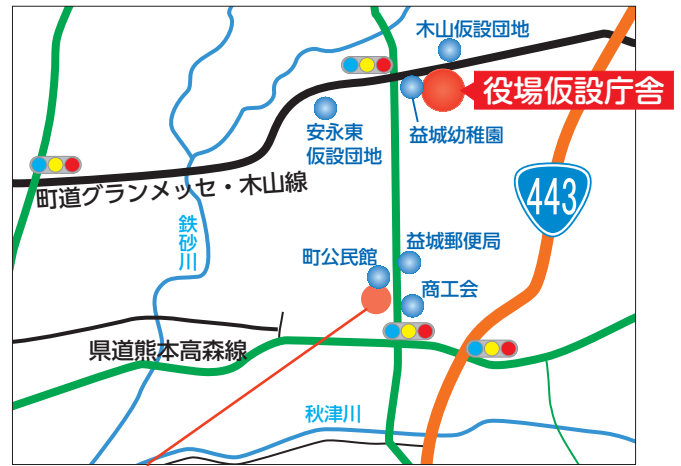 木山仮設団地
役場仮設庁舎
安永東
仮設団地
益城幼稚園
町道グランメッセ・木山線
443
鉄砂川
益城郵便局
町公民館
商工会
県道熊本高森線
秋津川